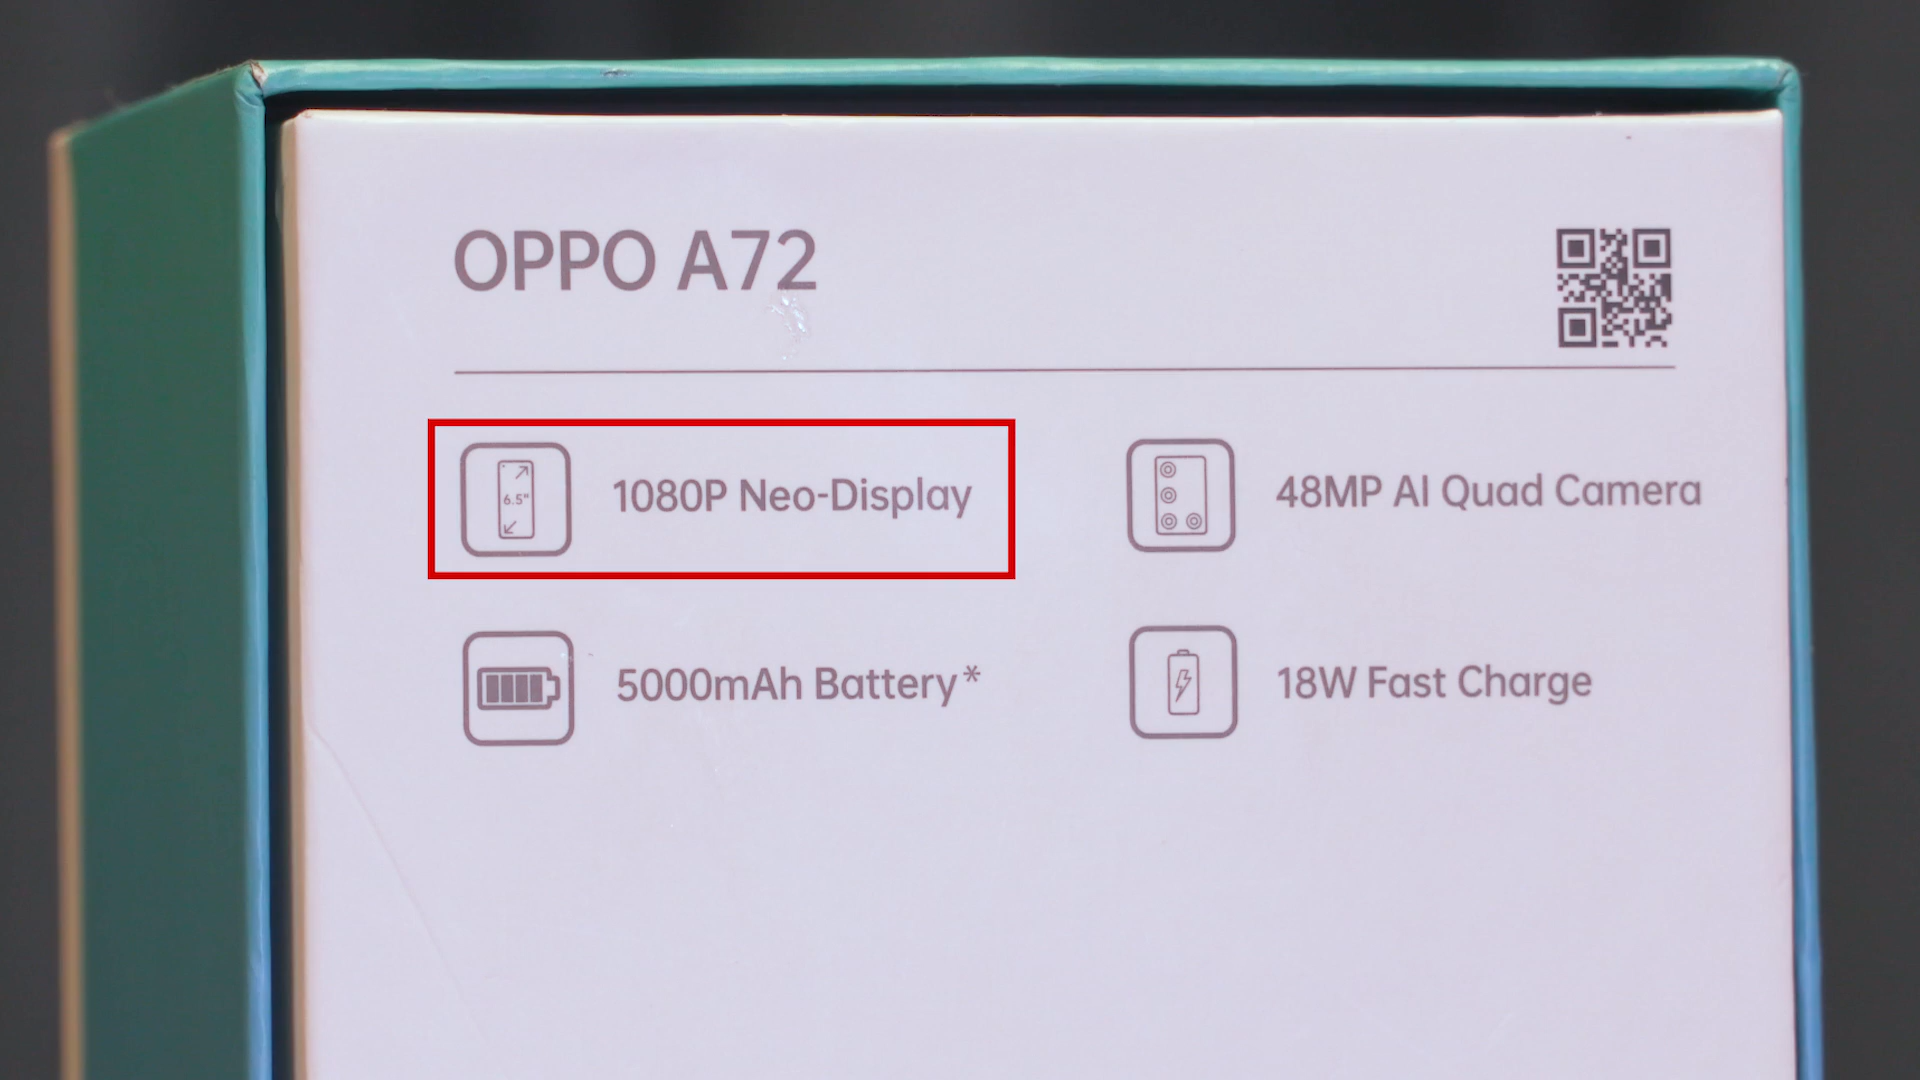 OPPO A72
6.5"
1080P Neo-Display
48MP AI Quad Camera
5000mAh Battery*
18W Fast Charge